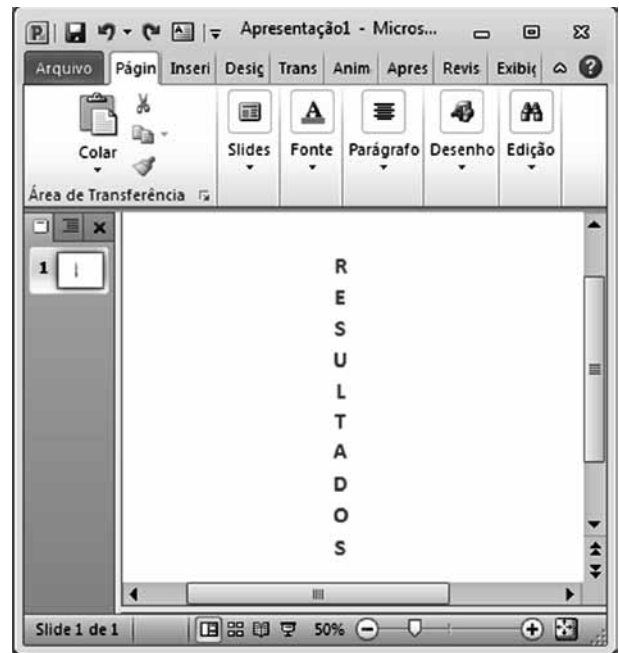 Apresentação1 - Micros...
Arquivo Págin Inseri Desig Trans Anim Apres Revis Exibiç
Colar Slides Fonte Parágrafo Desenho Edição
Área de Transferência
1
R
E
S
U
L
T
A
D
O
S
Slide 1 de 1 50%